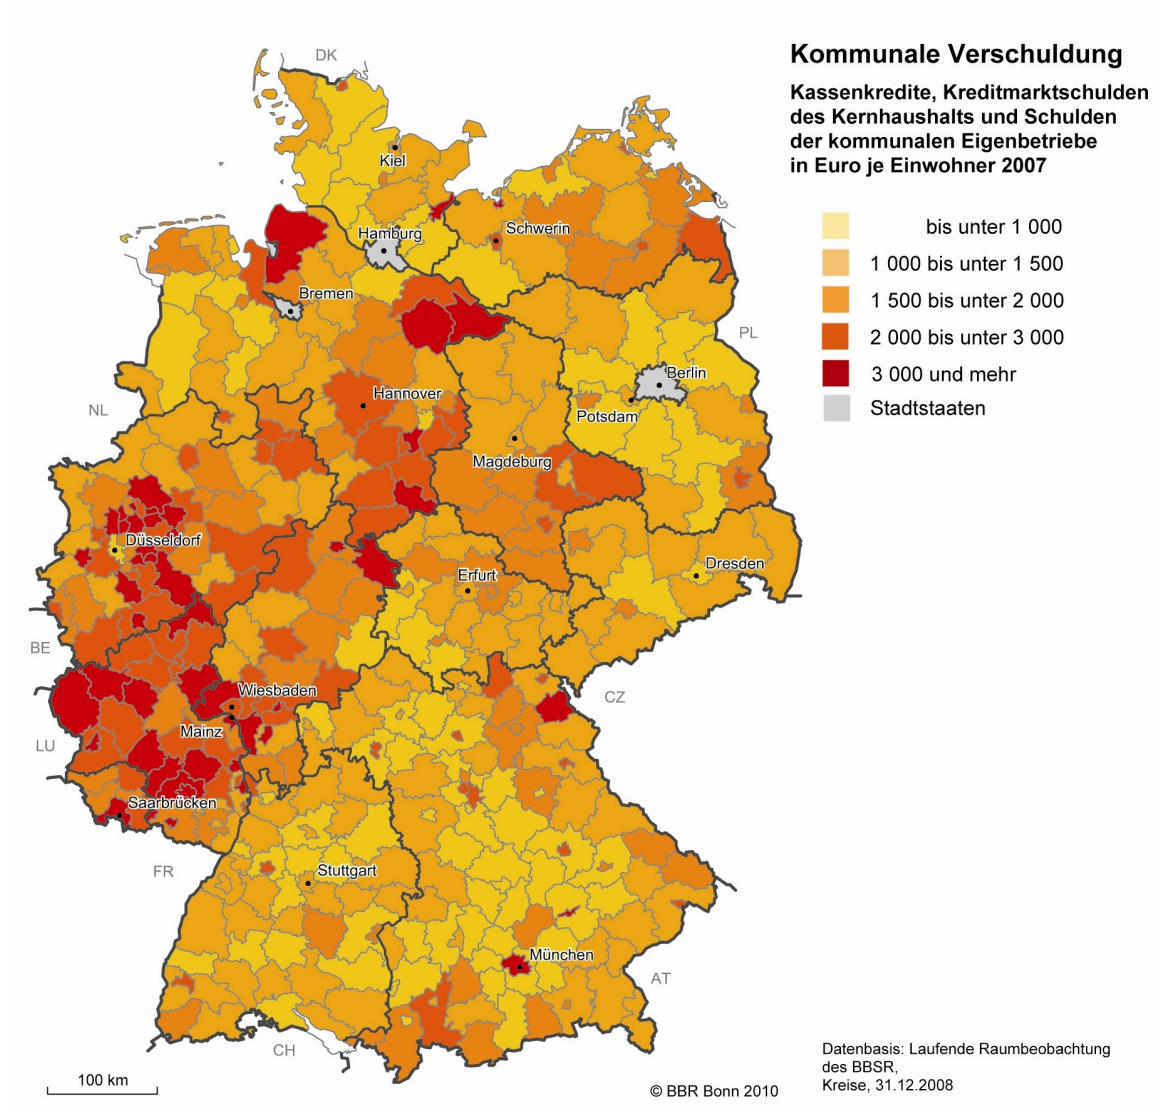 Kommunale Verschuldung
Kassenkredite, Kreditmarktschulden
des Kernhaushalts und Schulden
der kommunalen Eigenbetriebe
in Euro je Einwohner 2007
bis unter 1 000
1 000 bis unter 1 500
1 500 bis unter 2 000
2 000 bis unter 3 000
3 000 und mehr
Stadtstaaten
DK
Kiel
Hamburg
Schwerin
Bremen
PL
Berlin
Hannover
NL
Potsdam
Magdeburg
Düsseldorf
Dresden
Erfurt
BE
Wiesbaden
CZ
Mainz
LU
Saarbrücken
FR
Stuttgart
München
AT
CH
100 km
© BBR Bonn 2010
Datenbasis: Laufende Raumbeobachtung
des BBSR,
Kreise, 31.12.2008